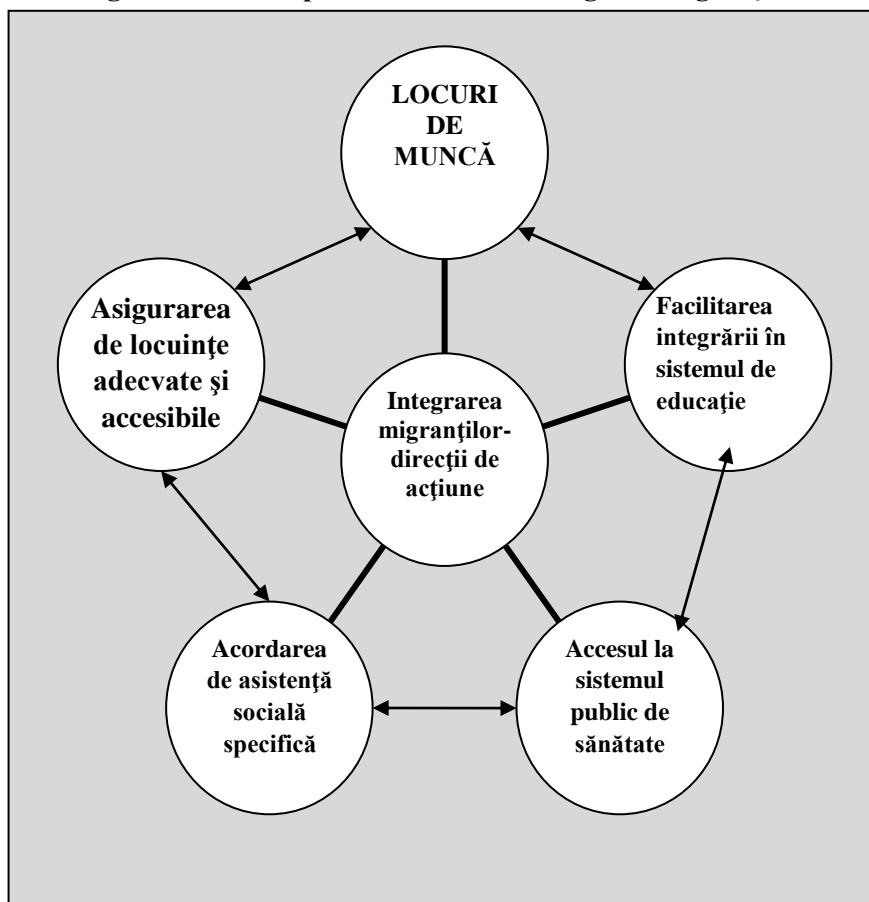 LOCURI
DE
MUNCĂ
Asigurarea
de locuinţe
adecvate şi
accesibile
Facilitarea
integrării în
sistemul de
educaţie
Integrarea
migranţilor-
direcţii de
acţiune
Acordarea
de asistenţă
socială
specifică
Accesul la
sistemul
public de
sănătate